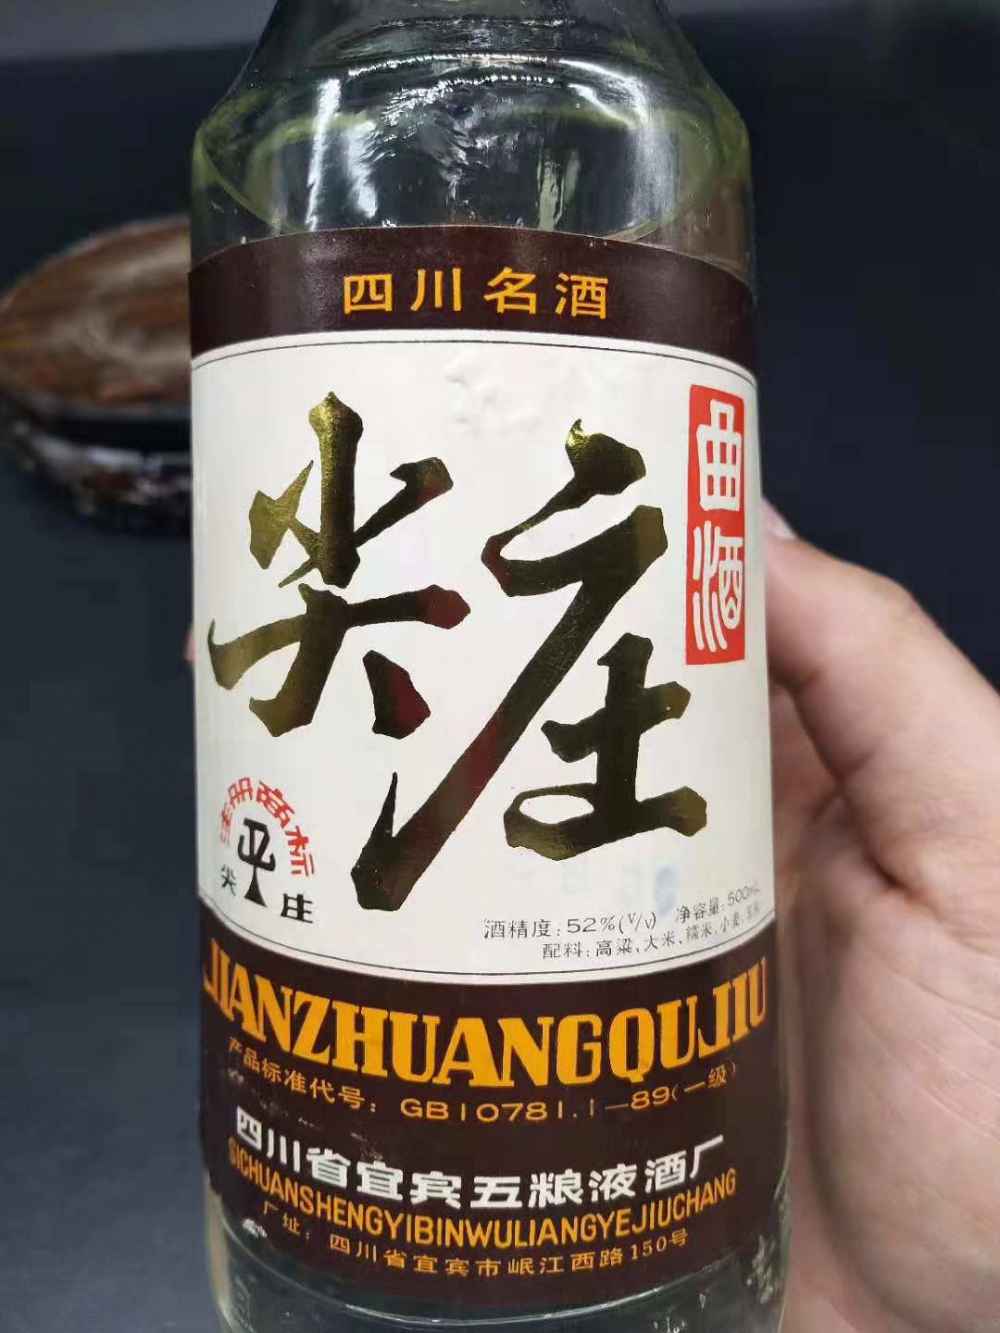 四川名酒
尖庄
曲酒
注册商标
尖 庄
酒精度:52%(V/V) 净容量:500mL
配料:高粱、大米、糯米、小麦、玉米
JIANZHUANGQUJIU
产品标准代号: GB10781.1—89(一级)
四川省宜宾五粮液酒厂
SICHUANSHENGYIBINWULIANGYEJIUCHANG
厂址: 四川省宜宾市岷江西路150号